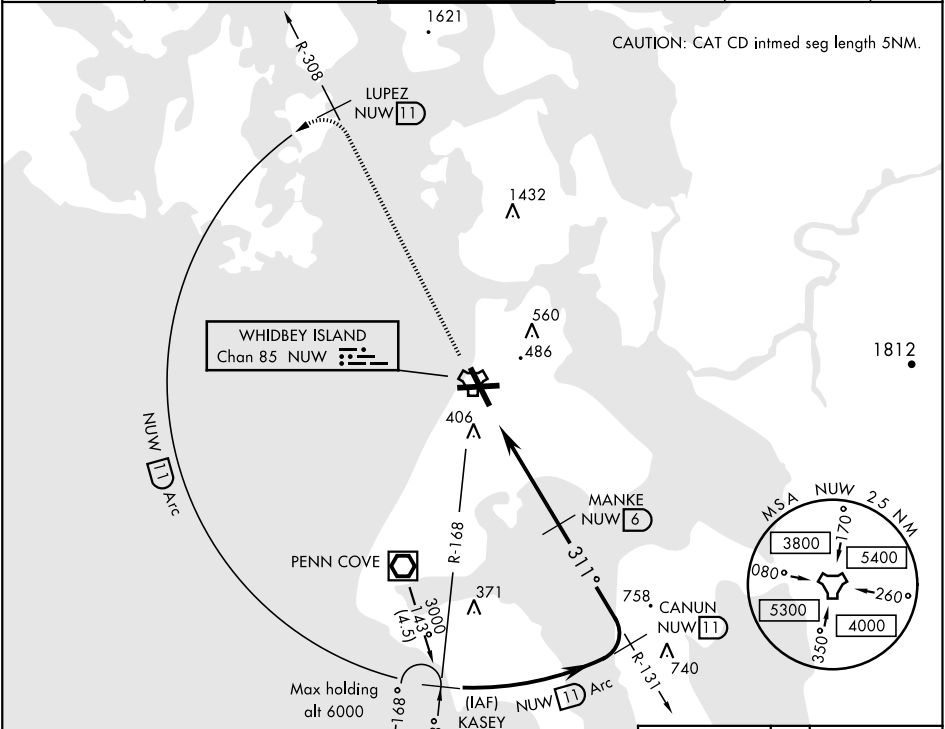 1621
CAUTION: CAT CD intmed seg length 5NM.
R-308
LUPEZ
NUW 11
1432
560
486
WHIDBEY ISLAND
Chan 85 NUW
1812
406
NUW 11 Arc
R-168
MANKE
NUW 6
311°
PENN COVE
3000
143°
(4.5)
371
758
CANUN
NUW 11
740
R-131
MSA NUW 25 NM
170°
3800
5400
080°
260°
5300
4000
350°
Max holding
alt 6000
168°
(IAF)
KASEY
NUW 11 Arc